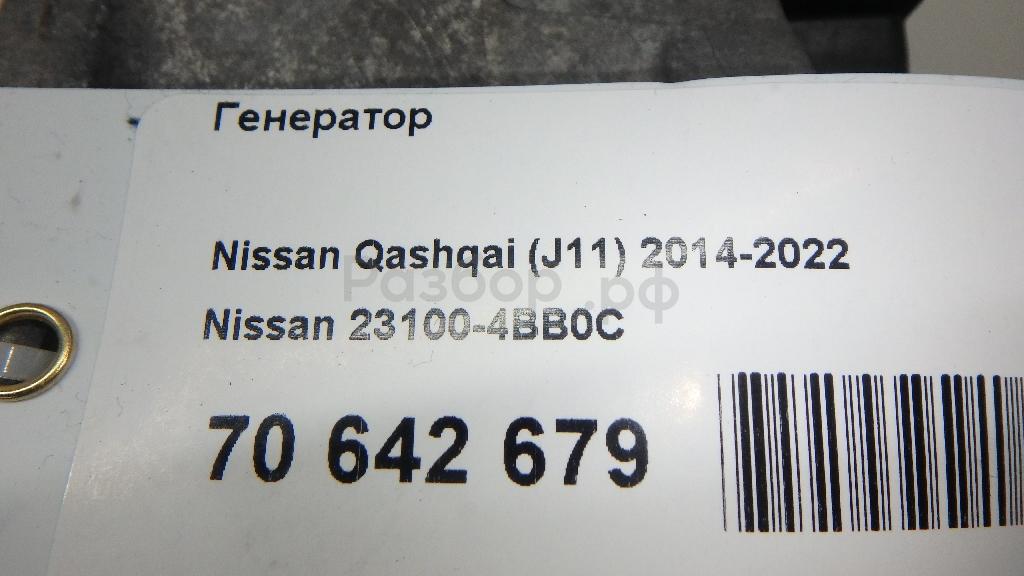 Генератор
Nissan Qashqai (J11) 2014-2022
Разбор.рф
Nissan 23100-4BB0C
70 642 679